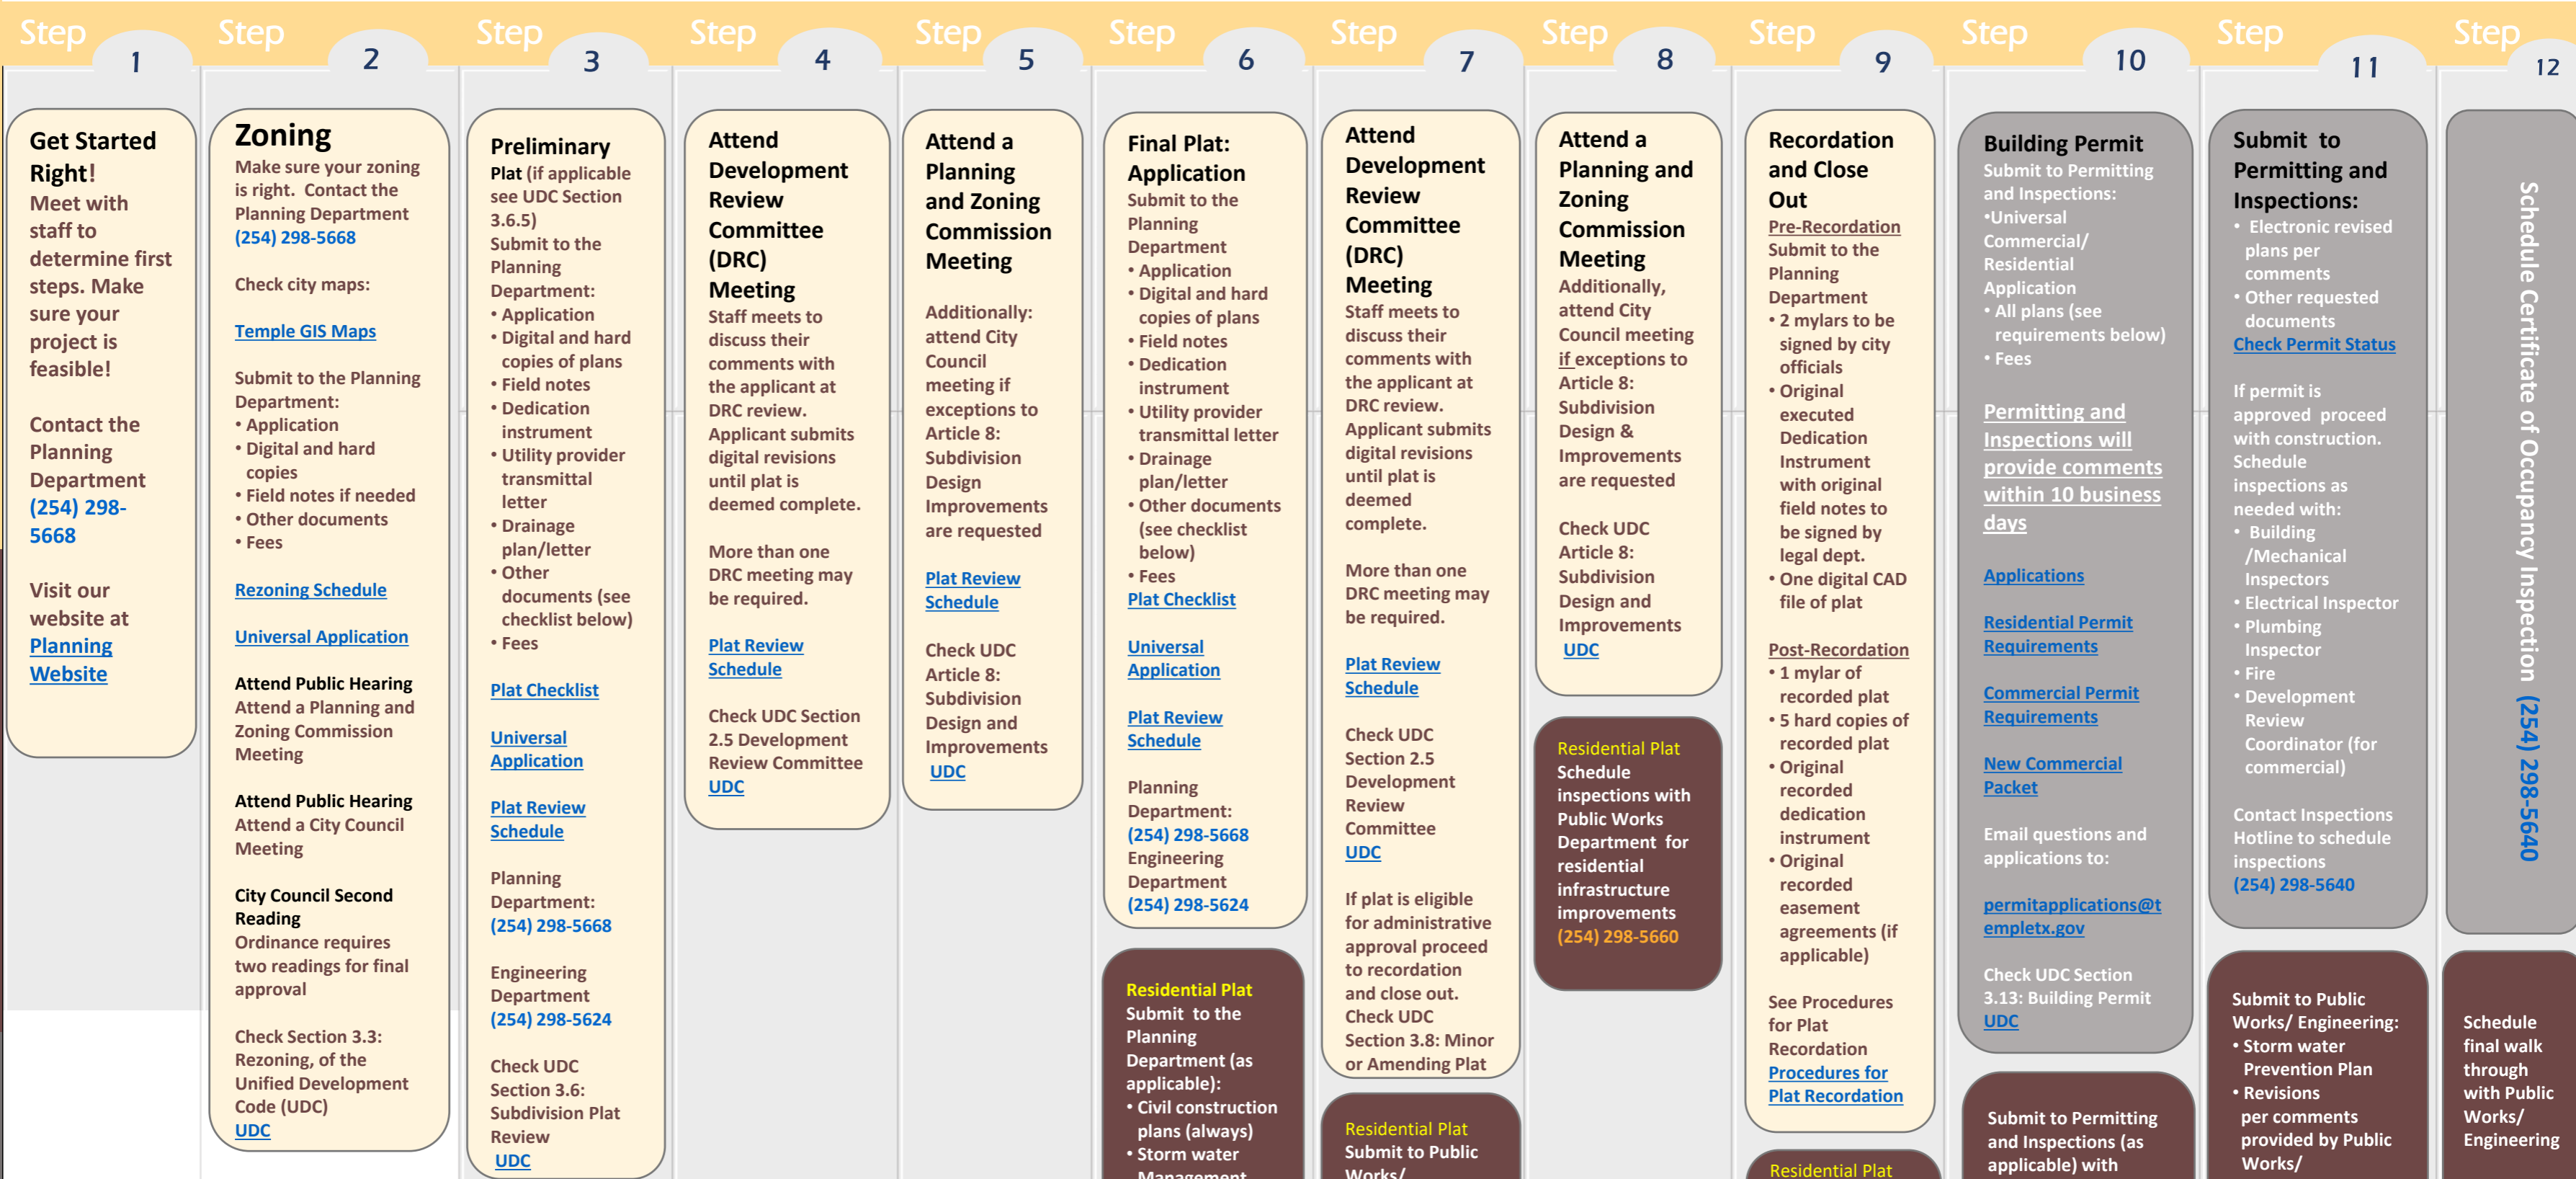 Step 1
Step 2
Step 3
Step 4
Step 5
Step 6
Step 7
Step 8
Step 9
Step 10
Step 11
Step 12
Get Started
Right!
Meet with
staff to
determine first
steps. Make
sure your
project is
feasible!
Contact the
Planning
Department
(254) 298-
5668
Visit our
website at
Planning
Website
Zoning
Make sure your zoning
is right. Contact the
Planning Department
(254) 298-5668
Check city maps:
Temple GIS Maps
Submit to the Planning
Department:
• Application
• Digital and hard
copies
• Field notes if needed
• Other documents
• Fees
Rezoning Schedule
Universal Application
Attend Public Hearing
Attend a Planning and
Zoning Commission
Meeting
Attend Public Hearing
Attend a City Council
Meeting
City Council Second
Reading
Ordinance requires
two readings for final
approval
Check Section 3.3:
Rezoning, of the
Unified Development
Code (UDC)
UDC
Preliminary
Plat (if applicable
see UDC Section
3.6.5)
Submit to the
Planning
Department:
• Application
• Digital and hard
copies of plans
• Field notes
• Dedication
instrument
• Utility provider
transmittal
letter
• Drainage
plan/letter
• Other
documents (see
checklist below)
• Fees
Plat Checklist
Universal
Application
Plat Review
Schedule
Planning
Department:
(254) 298-5668
Engineering
Department
(254) 298-5624
Check UDC
Section 3.6:
Subdivision Plat
Review
UDC
Attend
Development
Review
Committee
(DRC)
Meeting
Staff meets to
discuss their
comments with
the applicant at
DRC review.
Applicant submits
digital revisions
until plat is
deemed complete.
More than one
DRC meeting may
be required.
Plat Review
Schedule
Check UDC Section
2.5 Development
Review Committee
UDC
Attend a
Planning
and Zoning
Commission
Meeting
Additionally:
attend City
Council
meeting if
exceptions to
Article 8:
Subdivision
Design
Improvements
are requested
Plat Review
Schedule
Check UDC
Article 8:
Subdivision
Design and
Improvements
UDC
Final Plat:
Application
Submit to the
Planning
Department
• Application
• Digital and hard
copies of plans
• Field notes
• Dedication
instrument
• Utility provider
transmittal letter
• Drainage
plan/letter
• Other documents
(see checklist
below)
• Fees
Plat Checklist
Universal
Application
Plat Review
Schedule
Planning
Department:
(254) 298-5668
Engineering
Department
(254) 298-5624
Residential Plat
Submit to the
Planning
Department (as
applicable):
• Civil construction
plans (always)
• Storm water
Management
Attend
Development
Review
Committee
(DRC)
Meeting
Staff meets to
discuss their
comments with
the applicant at
DRC review.
Applicant submits
digital revisions
until plat is
deemed
complete.
More than one
DRC meeting may
be required.
Plat Review
Schedule
Check UDC
Section 2.5
Development
Review
Committee
UDC
If plat is eligible
for administrative
approval proceed
to recordation
and close out.
Check UDC
Section 3.8: Minor
or Amending Plat
Residential Plat
Submit to Public
Works/
Attend a
Planning and
Zoning
Commission
Meeting
Additionally,
attend City
Council meeting
if exceptions to
Article 8:
Subdivision
Design &
Improvements
are requested
Check UDC
Article 8:
Subdivision
Design and
Improvements
UDC
Residential Plat
Schedule
inspections with
Public Works
Department for
residential
infrastructure
improvements
(254) 298-5660
Recordation
and Close
Out
Pre-Recordation
Submit to the
Planning
Department
• 2 mylars to be
signed by city
officials
• Original
executed
Dedication
Instrument
with original
field notes to
be signed by
legal dept.
• One digital CAD
file of plat
Post-Recordation
• 1 mylar of
recorded plat
• 5 hard copies of
recorded plat
• Original
recorded
dedication
instrument
• Original
recorded
easement
agreements (if
applicable)
See Procedures
for Plat
Recordation
Procedures for
Plat Recordation
Residential Plat
Building Permit
Submit to Permitting
and Inspections:
•Universal
Commercial/
Residential
Application
• All plans (see
requirements below)
• Fees
Permitting and
Inspections will
provide comments
within 10 business
days
Applications
Residential Permit
Requirements
Commercial Permit
Requirements
New Commercial
Packet
Email questions and
applications to:
permitapplications@t
empletx.gov
Check UDC Section
3.13: Building Permit
UDC
Submit to Permitting
and Inspections (as
applicable) with
Submit to
Permitting and
Inspections:
• Electronic revised
plans per
comments
• Other requested
documents
Check Permit Status
If permit is
approved proceed
with construction.
Schedule
inspections as
needed with:
• Building
/Mechanical
Inspectors
• Electrical Inspector
• Plumbing
Inspector
• Fire
• Development
Review
Coordinator (for
commercial)
Contact Inspections
Hotline to schedule
inspections
(254) 298-5640
Submit to Public
Works/ Engineering:
• Storm water
Prevention Plan
• Revisions
per comments
provided by Public
Works/
Schedule Certificate of Occupancy Inspection (254) 298-5640
Schedule
final walk
through
with Public
Works/
Engineering